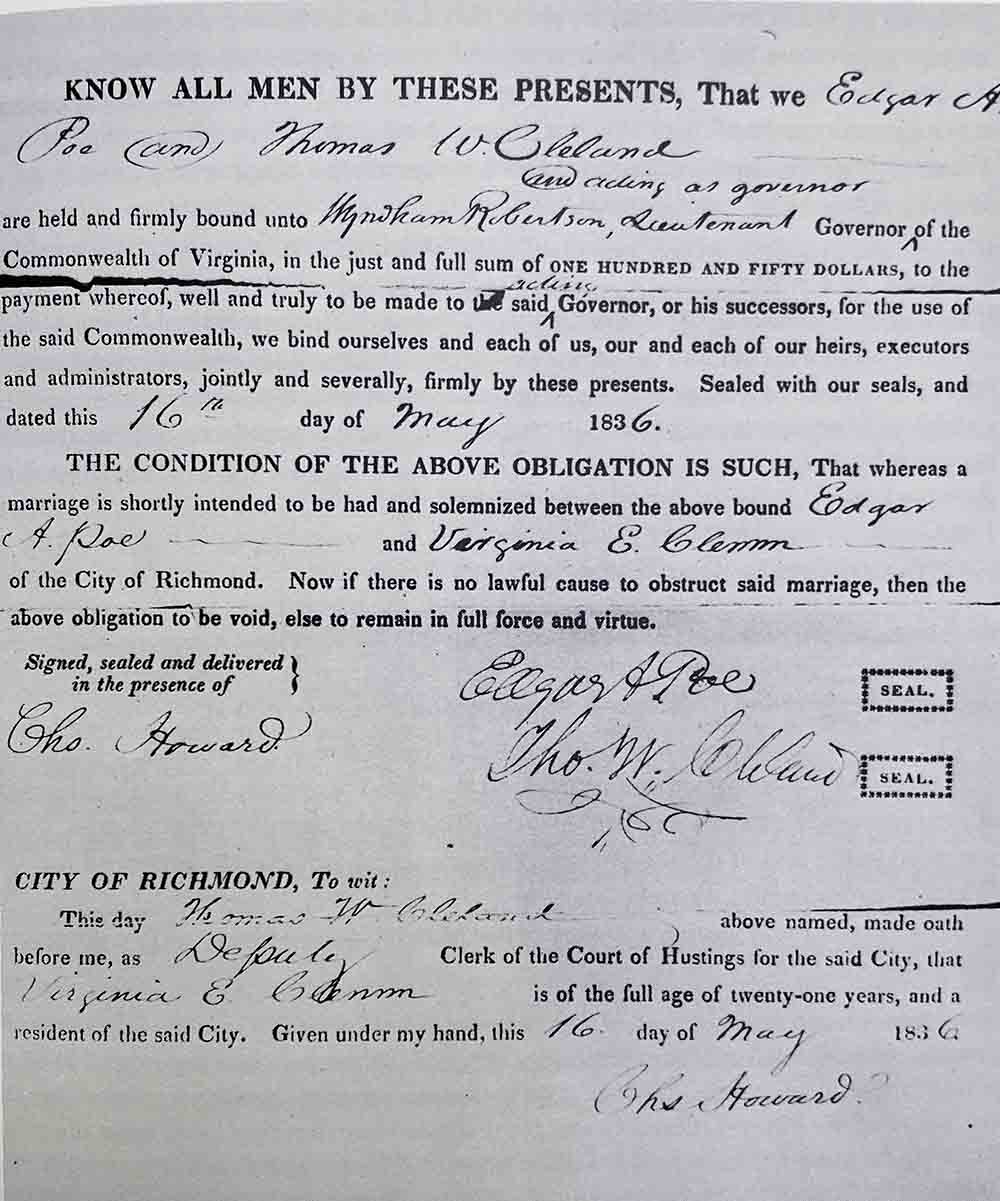 KNOW ALL MEN BY THESE PRESENTS, That we Edgar A.
Poe (and) Thomas W. Cleland
and acting as governor
are held and firmly bound unto Wyndham Robertson, Lieutenant Governor ^ of the
Commonwealth of Virginia, in the just and full sum of ONE HUNDRED AND FIFTY DOLLARS, to the
acting
payment whereof, well and truly to be made to the said ^ Governor, or his successors, for the use of
the said Commonwealth, we bind ourselves and each of us, our and each of our heirs, executors
and administrators, jointly and severally, firmly by these presents. Sealed with our seals, and
dated this 16th day of May 1836.
THE CONDITION OF THE ABOVE OBLIGATION IS SUCH, That whereas a
marriage is shortly intended to be had and solemnized between the above bound Edgar
A. Poe and Virginia E. Clemm
of the City of Richmond. Now if there is no lawful cause to obstruct said marriage, then the
above obligation to be void, else to remain in full force and virtue.
Signed, sealed and delivered }
in the presence of
Edgar A Poe SEAL.
Chs. Howard
Tho. W. Cleland SEAL.
CITY OF RICHMOND, To wit:
This day Thomas W Cleland above named, made oath
before me, as Deputy Clerk of the Court of Hustings for the said City, that
Virginia E. Clemm is of the full age of twenty-one years, and a
resident of the said City. Given under my hand, this 16. day of May 1836
Chs Howard